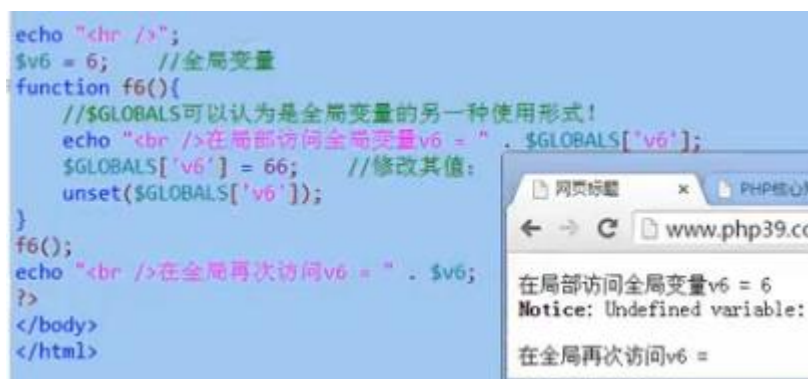 echo "<hr />";
$v6 = 6;    //全局变量
function f6(){
    //$GLOBALS可以认为是全局变量的另一种使用形式！
    echo "<br />在局部访问全局变量v6 = " . $GLOBALS['v6'];
    $GLOBALS['v6'] = 66;    //修改其值；
    unset($GLOBALS['v6']);
}
f6();
echo "<br />在全局再次访问v6 = " . $v6;
?>
</body>
</html>
网页标题 × PHP核心
www.php39.co
在局部访问全局变量v6 = 6
Notice: Undefined variable:
在全局再次访问v6 =